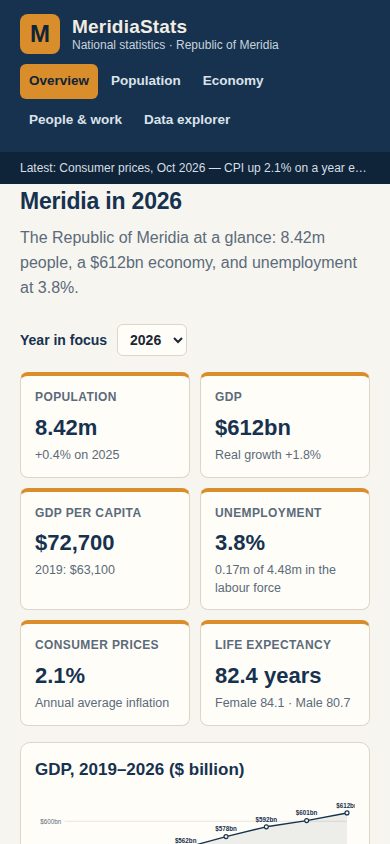 M
MeridiaStats
National statistics · Republic of Meridia
Overview
Population
Economy
People & work
Data explorer
Latest: Consumer prices, Oct 2026 — CPI up 2.1% on a year e…
Meridia in 2026
The Republic of Meridia at a glance: 8.42m
people, a $612bn economy, and unemployment
at 3.8%.
Year in focus
2026
POPULATION
8.42m
+0.4% on 2025
GDP
$612bn
Real growth +1.8%
GDP PER CAPITA
$72,700
2019: $63,100
UNEMPLOYMENT
3.8%
0.17m of 4.48m in the
labour force
CONSUMER PRICES
2.1%
Annual average inflation
LIFE EXPECTANCY
82.4 years
Female 84.1 · Male 80.7
GDP, 2019–2026 ($ billion)
$600bn
$562bn
$578bn
$592bn
$601bn